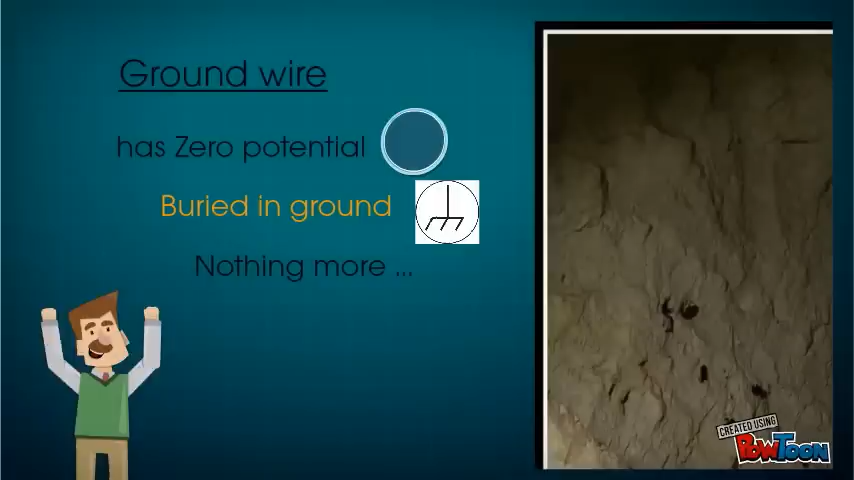 Ground wire
has Zero potential
Buried in ground
Nothing more ...
CREATED USING
POWTOON